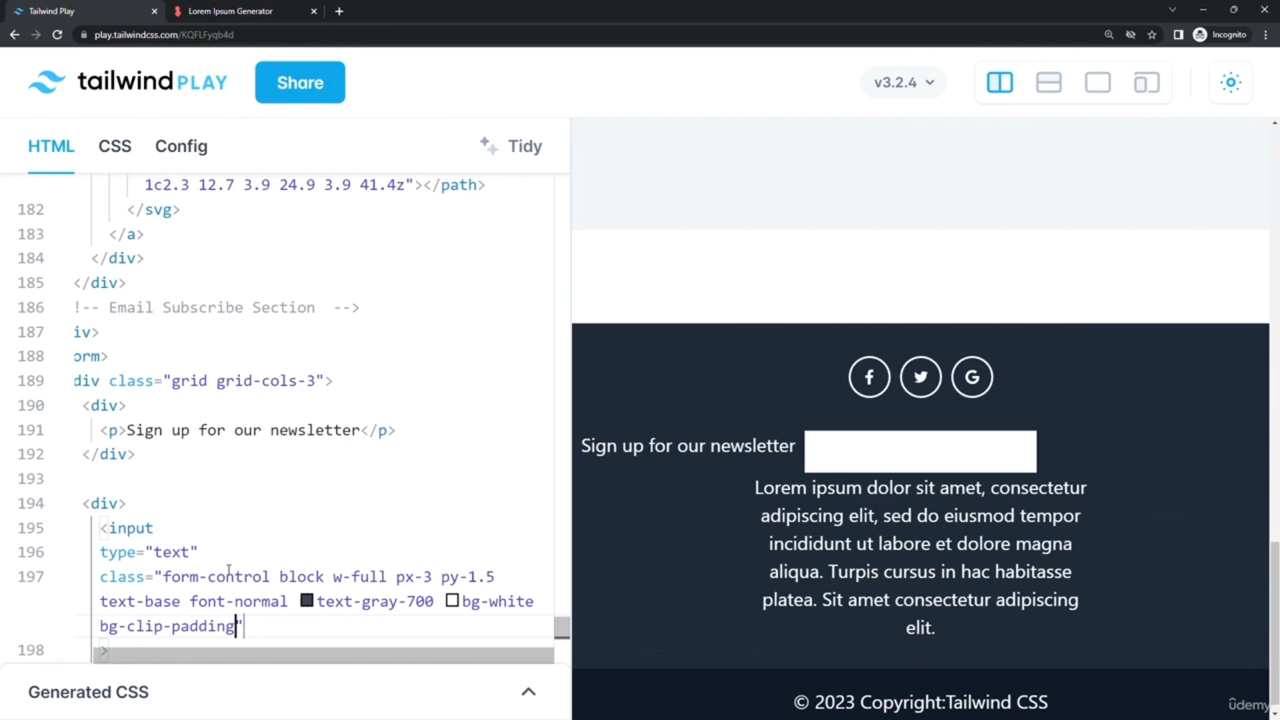 Tailwind Play
Lorem Ipsum Generator
play.tailwindcss.com/KQFLFyqb4d
Incognito
tailwind PLAY
Share
v3.2.4
HTML
CSS
Config
Tidy
1c2.3 12.7 3.9 24.9 3.9 41.4z"></path>
182 </svg>
183 </a>
184 </div>
185 </div>
186 !-- Email Subscribe Section -->
187 iv>
188 orm>
189 div class="grid grid-cols-3">
190 <div>
191 <p>Sign up for our newsletter</p>
192 </div>
193
194 <div>
195 <input
196 type="text"
197 class="form-control block w-full px-3 py-1.5
text-base font-normal text-gray-700 bg-white
bg-clip-padding"
198 >
Generated CSS
Sign up for our newsletter
Lorem ipsum dolor sit amet, consectetur
adipiscing elit, sed do eiusmod tempor
incididunt ut labore et dolore magna
aliqua. Turpis cursus in hac habitasse
platea. Sit amet consectetur adipiscing
elit.
© 2023 Copyright:Tailwind CSS
ûdemy